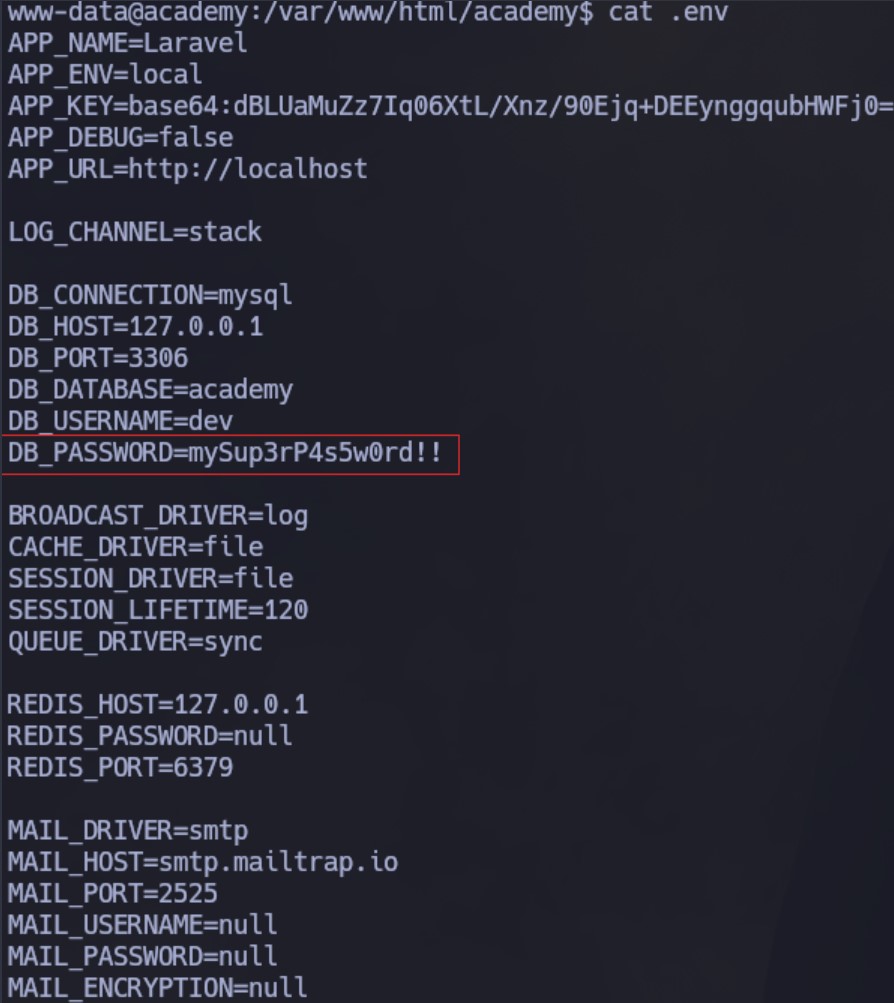 www-data@academy:/var/www/html/academy$ cat .env
APP_NAME=Laravel
APP_ENV=local
APP_KEY=base64:dBLUaMuZz7Iq06XtL/Xnz/90Ejq+DEEynggqubHWFj0=
APP_DEBUG=false
APP_URL=http://localhost
LOG_CHANNEL=stack
DB_CONNECTION=mysql
DB_HOST=127.0.0.1
DB_PORT=3306
DB_DATABASE=academy
DB_USERNAME=dev
DB_PASSWORD=mySup3rP4s5w0rd!!
BROADCAST_DRIVER=log
CACHE_DRIVER=file
SESSION_DRIVER=file
SESSION_LIFETIME=120
QUEUE_DRIVER=sync
REDIS_HOST=127.0.0.1
REDIS_PASSWORD=null
REDIS_PORT=6379
MAIL_DRIVER=smtp
MAIL_HOST=smtp.mailtrap.io
MAIL_PORT=2525
MAIL_USERNAME=null
MAIL_PASSWORD=null
MAIL_ENCRYPTION=null